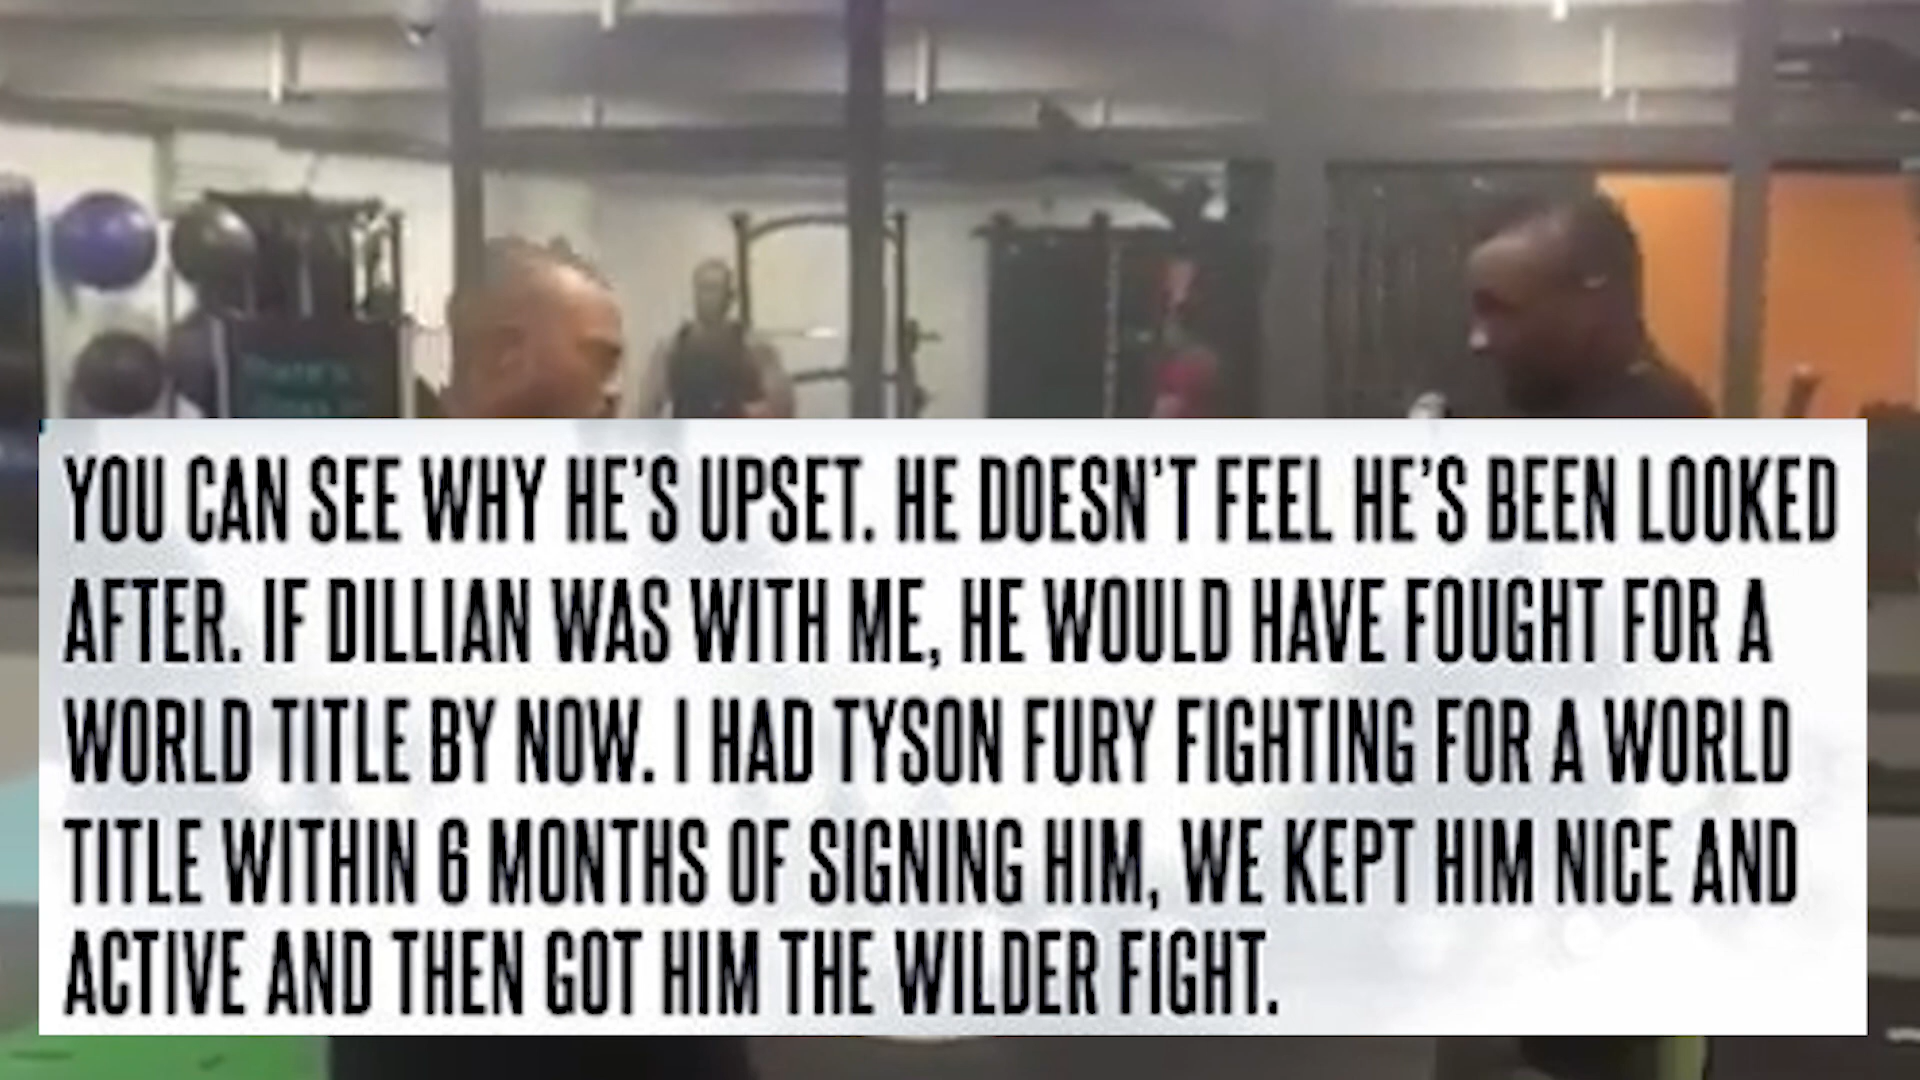 YOU CAN SEE WHY HE'S UPSET. HE DOESN'T FEEL HE'S BEEN LOOKED
AFTER. IF DILLIAN WAS WITH ME, HE WOULD HAVE FOUGHT FOR A
WORLD TITLE BY NOW. I HAD TYSON FURY FIGHTING FOR A WORLD
TITLE WITHIN 6 MONTHS OF SIGNING HIM, WE KEPT HIM NICE AND
ACTIVE AND THEN GOT HIM THE WILDER FIGHT.